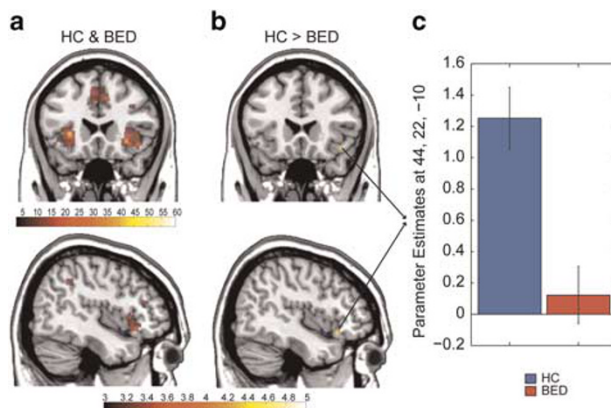 a
HC & BED
b
HC > BED
c
5 10 15 20 25 30 35 40 45 50 55 60
3 3.2 3.4 3.6 3.8 4 4.2 4.4 4.6 4.8 5
Parameter Estimates at 44, 22, −10
1.6
1.4
1.2
1.0
0.8
0.6
0.4
0.2
0
−0.2
HC
BED